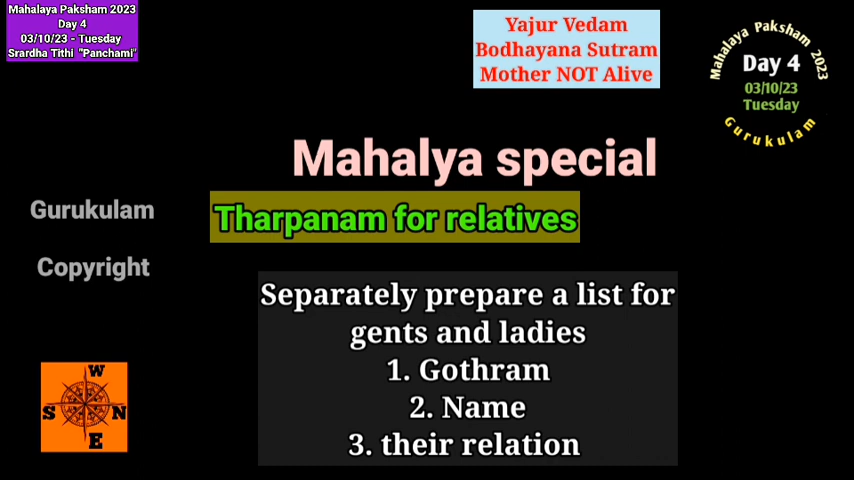 Mahalaya Paksham 2023
Day 4
03/10/23 - Tuesday
Srardha Tithi "Panchami"
Yajur Vedam
Bodhayana Sutram
Mother NOT Alive
Mahalaya Paksham 2023
Day 4
03/10/23
Tuesday
Gurukulam
Mahalya special
Gurukulam
Tharpanam for relatives
Copyright
Separately prepare a list for
gents and ladies
1. Gothram
2. Name
3. their relation
W
S N
E